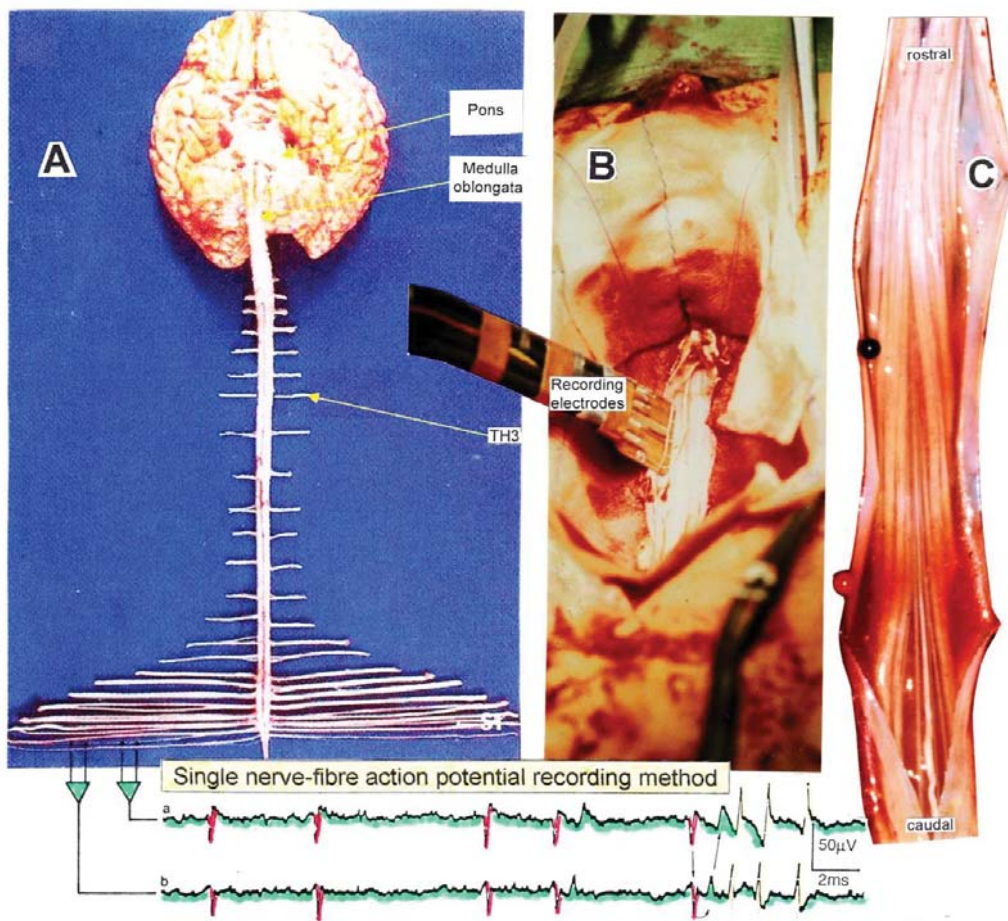 A
Pons
Medulla
oblongata
TH3
S1
B
Recording
electrodes
rostral
C
caudal
Single nerve-fibre action potential recording method
a
b
50μV
2ms